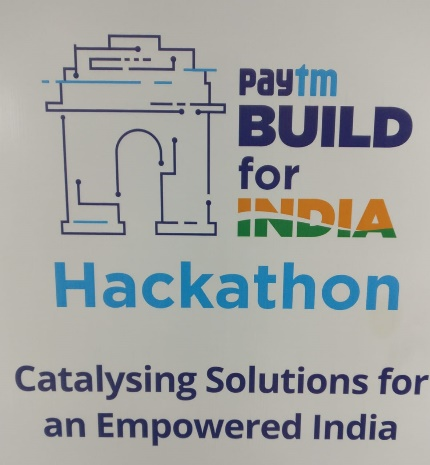 paytm
BUILD
for
INDIA
Hackathon
Catalysing Solutions for
an Empowered India